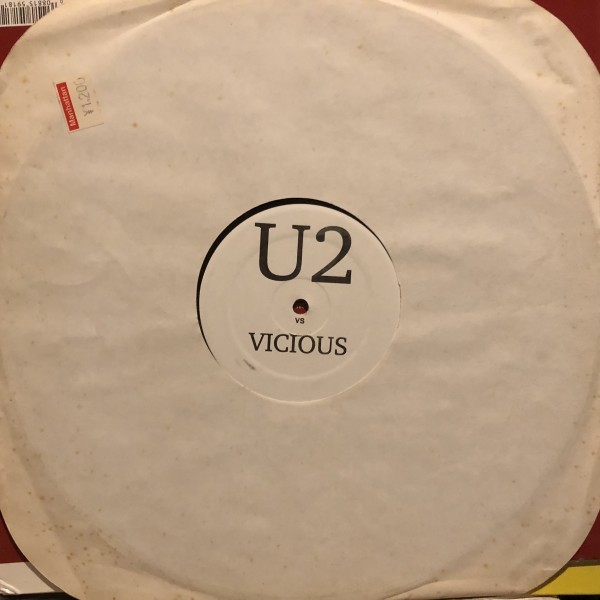 Manhattan
¥1,200
U2
vs
VICIOUS